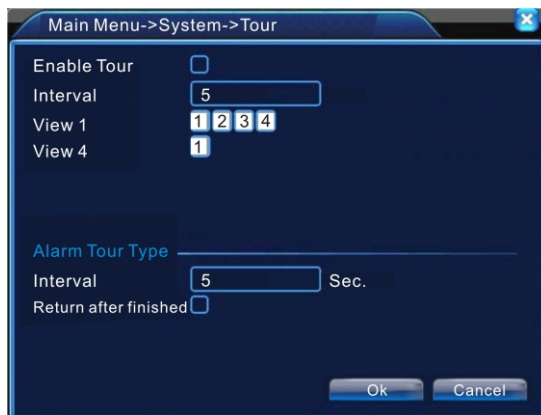 Main Menu->System->Tour
Enable Tour
Interval 5
View 1 1 2 3 4
View 4 1
Alarm Tour Type
Interval 5 Sec.
Return after finished
Ok Cancel